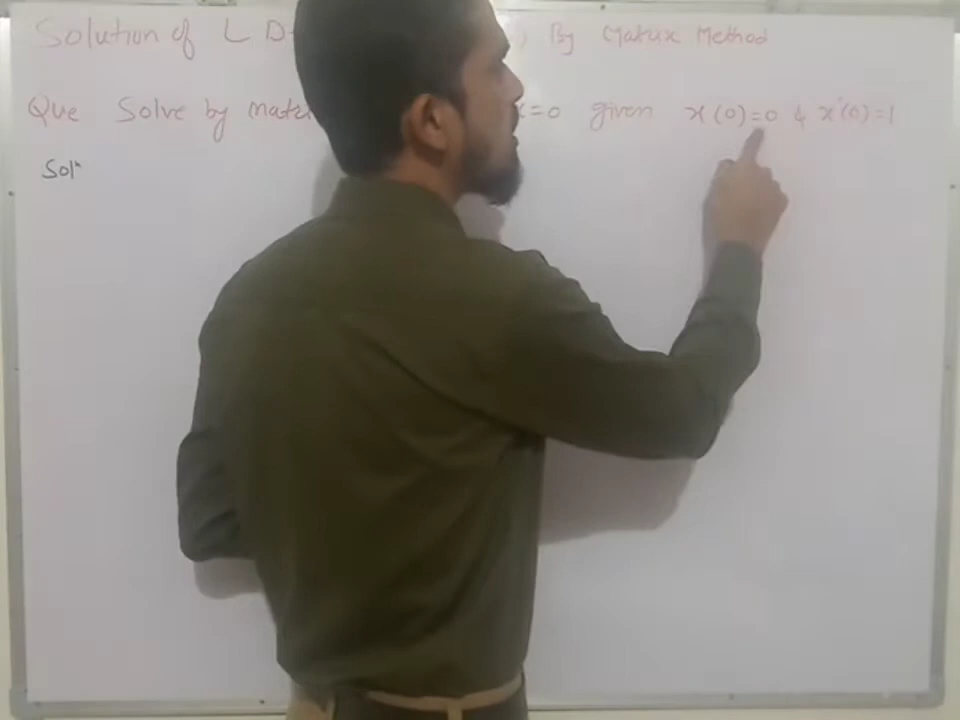 Solution of L D ) By Matrix Method
Que Solve by matri x=0 given x(0)=0 & x'(0)=1
Sol"